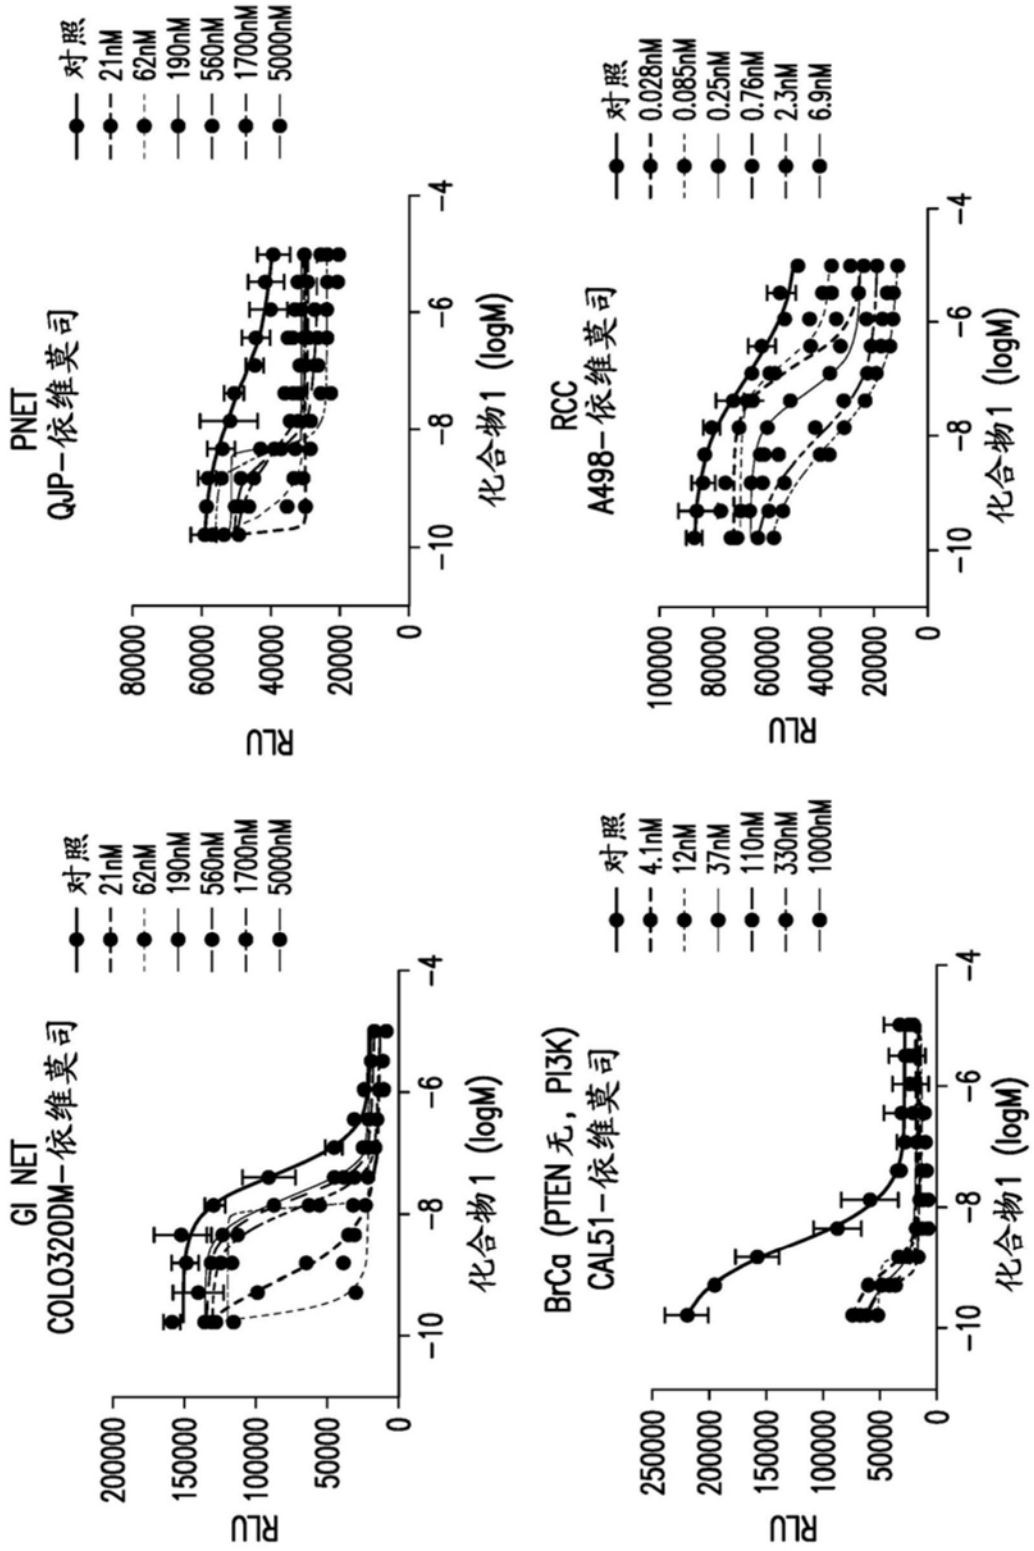 GI NET
COLO320DM-依维莫司
RLU
200000
150000
100000
50000
0
-10
-8
-6
-4
化合物1 (logM)
对照
21nM
62nM
190nM
560nM
1700nM
5000nM
PNET
QJP-依维莫司
RLU
80000
60000
40000
20000
0
-10
-8
-6
-4
化合物1 (logM)
对照
21nM
62nM
190nM
560nM
1700nM
5000nM
BrCa (PTEN 无, PI3K)
CAL51-依维莫司
RLU
250000
200000
150000
100000
50000
0
-10
-8
-6
-4
化合物1 (logM)
对照
4.1nM
12nM
37nM
110nM
330nM
1000nM
RCC
A498-依维莫司
RLU
100000
80000
60000
40000
20000
0
-10
-8
-6
-4
化合物1 (logM)
对照
0.028nM
0.085nM
0.25nM
0.76nM
2.3nM
6.9nM